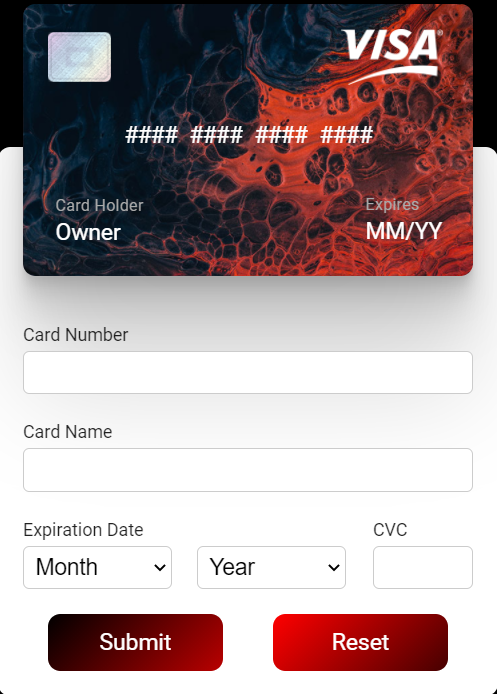 VISA
#### #### #### ####
Card Holder Expires
Owner MM/YY
Card Number
Card Name
Expiration Date CVC
Month Year
Submit Reset